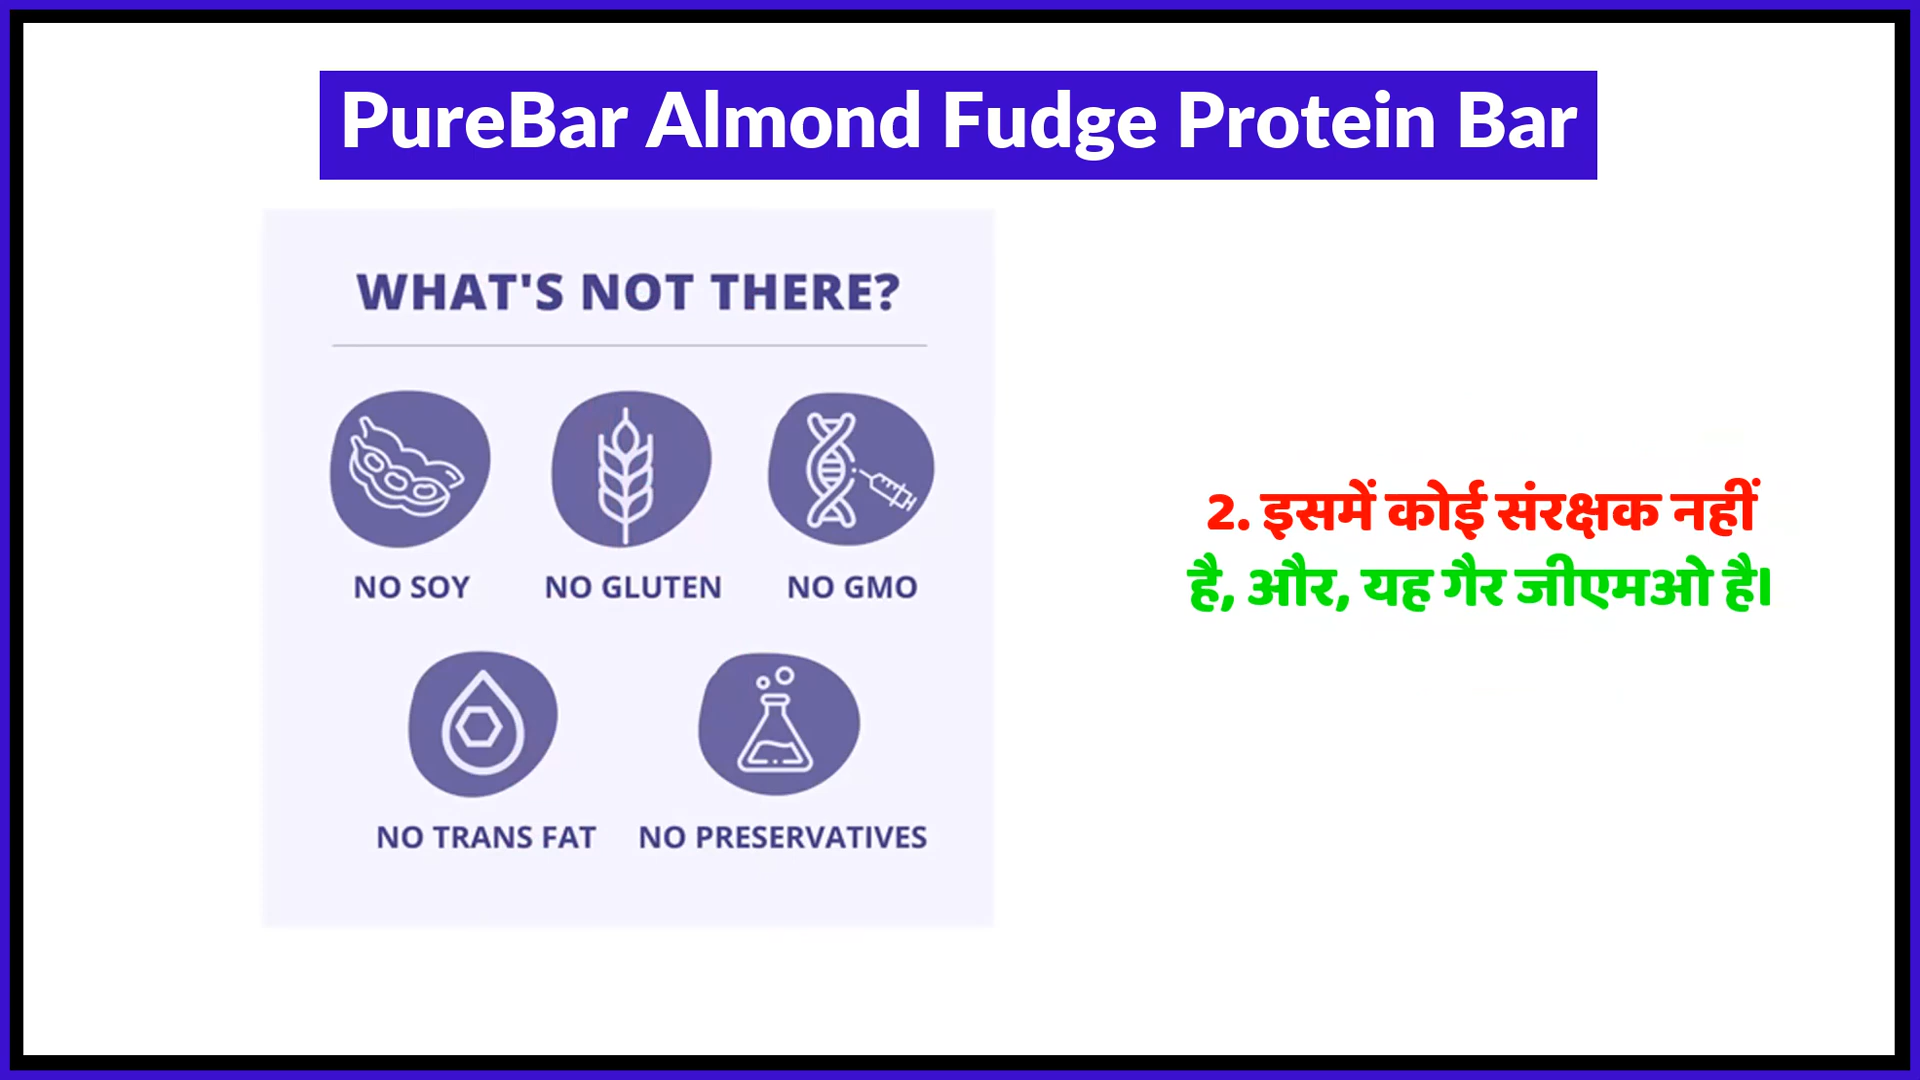 PureBar Almond Fudge Protein Bar
WHAT'S NOT THERE?
NO SOY
NO GLUTEN
NO GMO
NO TRANS FAT
NO PRESERVATIVES
2. इसमें कोई संरक्षक नहीं
है, और, यह गैर जीएमओ है।